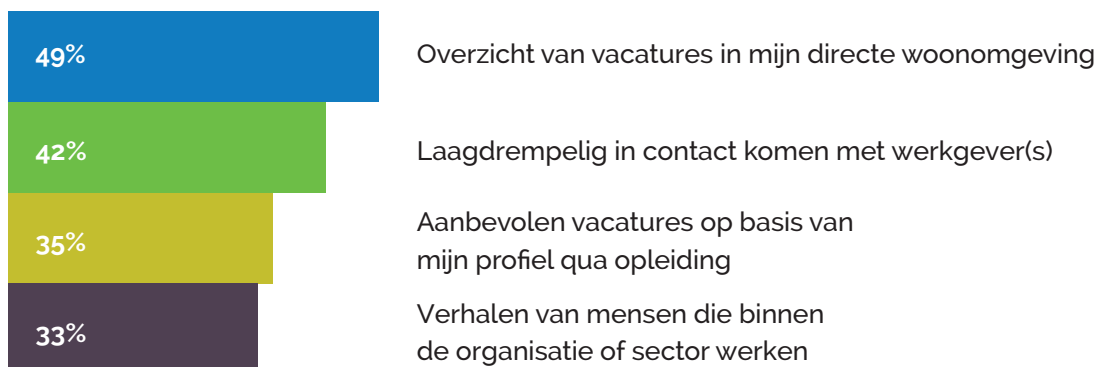 49%
Overzicht van vacatures in mijn directe woonomgeving
42%
Laagdrempelig in contact komen met werkgever(s)
35%
Aanbevolen vacatures op basis van
mijn profiel qua opleiding
33%
Verhalen van mensen die binnen
de organisatie of sector werken